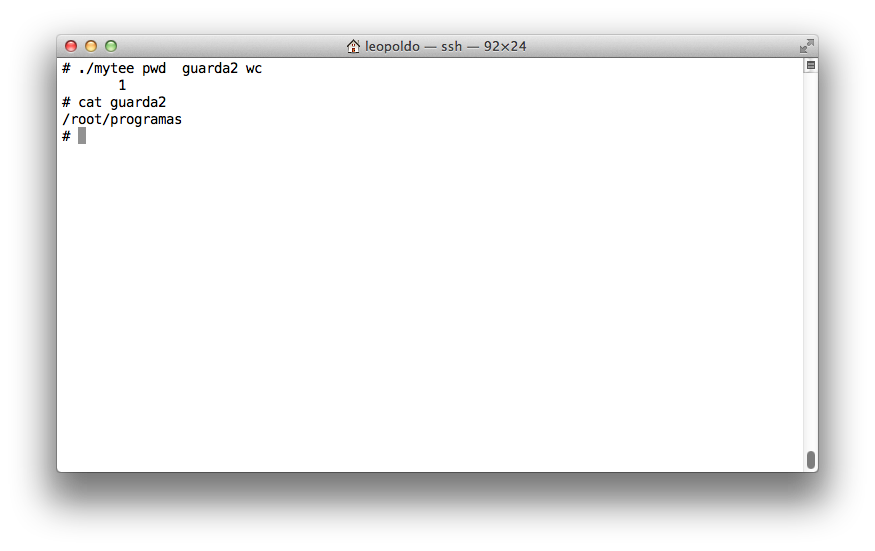 leopoldo — ssh — 92×24
# ./mytee pwd  guarda2 wc
       1
# cat guarda2
/root/programas
#